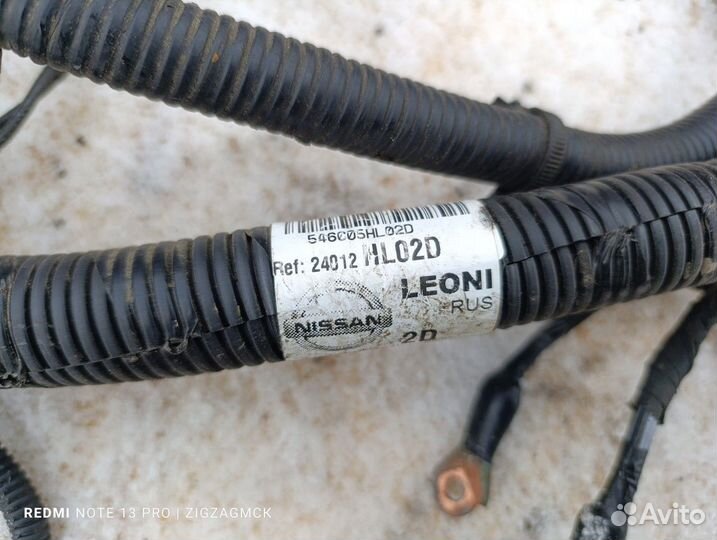 546C05HL02D
Ref: 24012 HL02D
LEONI
RUS
NISSAN
2D
REDMI NOTE 13 PRO | ZIGZAGMCK
Avito